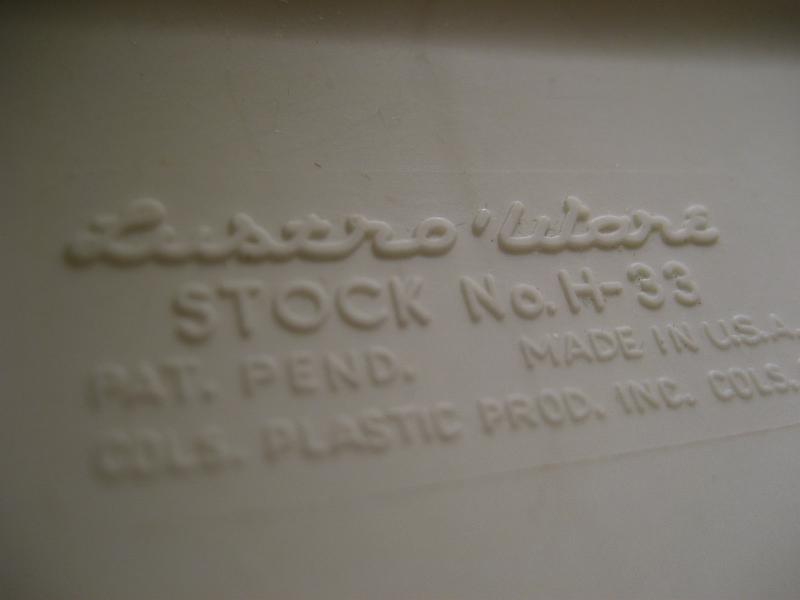 Lustro'Ware
STOCK No. H-33
PAT. PEND. MADE IN U.S.A.
COLS. PLASTIC PROD. INC. COLS.